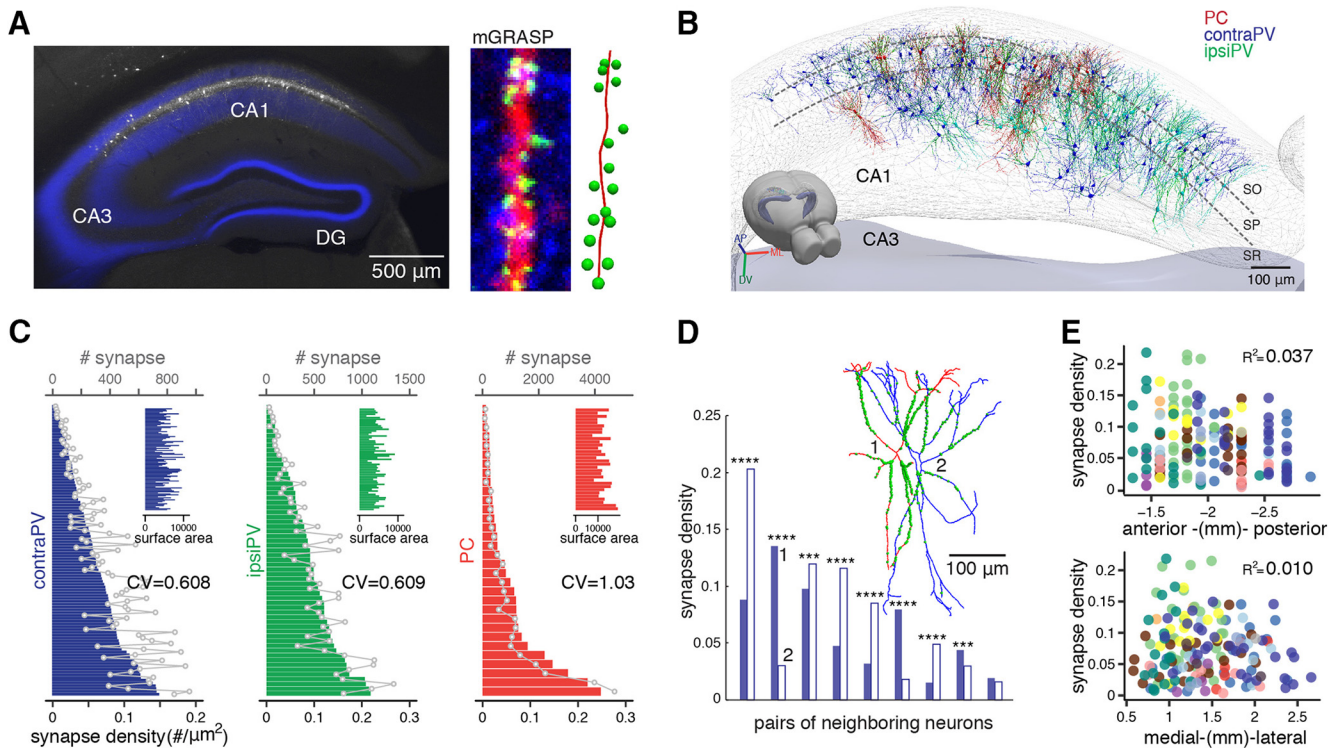 A
mGRASP
CA1
CA3
DG
500 µm
B
PC
contraPV
ipsiPV
CA1
CA3
SO
SP
SR
AP
ML
DV
100 µm
C
# synapse
0 400 800
contraPV
0 10000
surface area
CV=0.608
0 0.1 0.2
# synapse
0 500 1000 1500
ipsiPV
0 10000
surface area
CV=0.609
0 0.1 0.2 0.3
# synapse
0 2000 4000
PC
0 10000
surface area
CV=1.03
0 0.1 0.2 0.3
synapse density(#/µm²)
D
synapse density
0.25
0.2
0.15
0.1
0.05
0
**** **** *** **** **** **** **** ***
1
2
1
2
100 µm
pairs of neighboring neurons
E
synapse density
0.2
0.15
0.1
0.05
0
R²=0.037
−1.5 −2 −2.5
anterior -(mm)- posterior
synapse density
0.2
0.15
0.1
0.05
0
R²=0.010
0.5 1 1.5 2 2.5
medial-(mm)-lateral